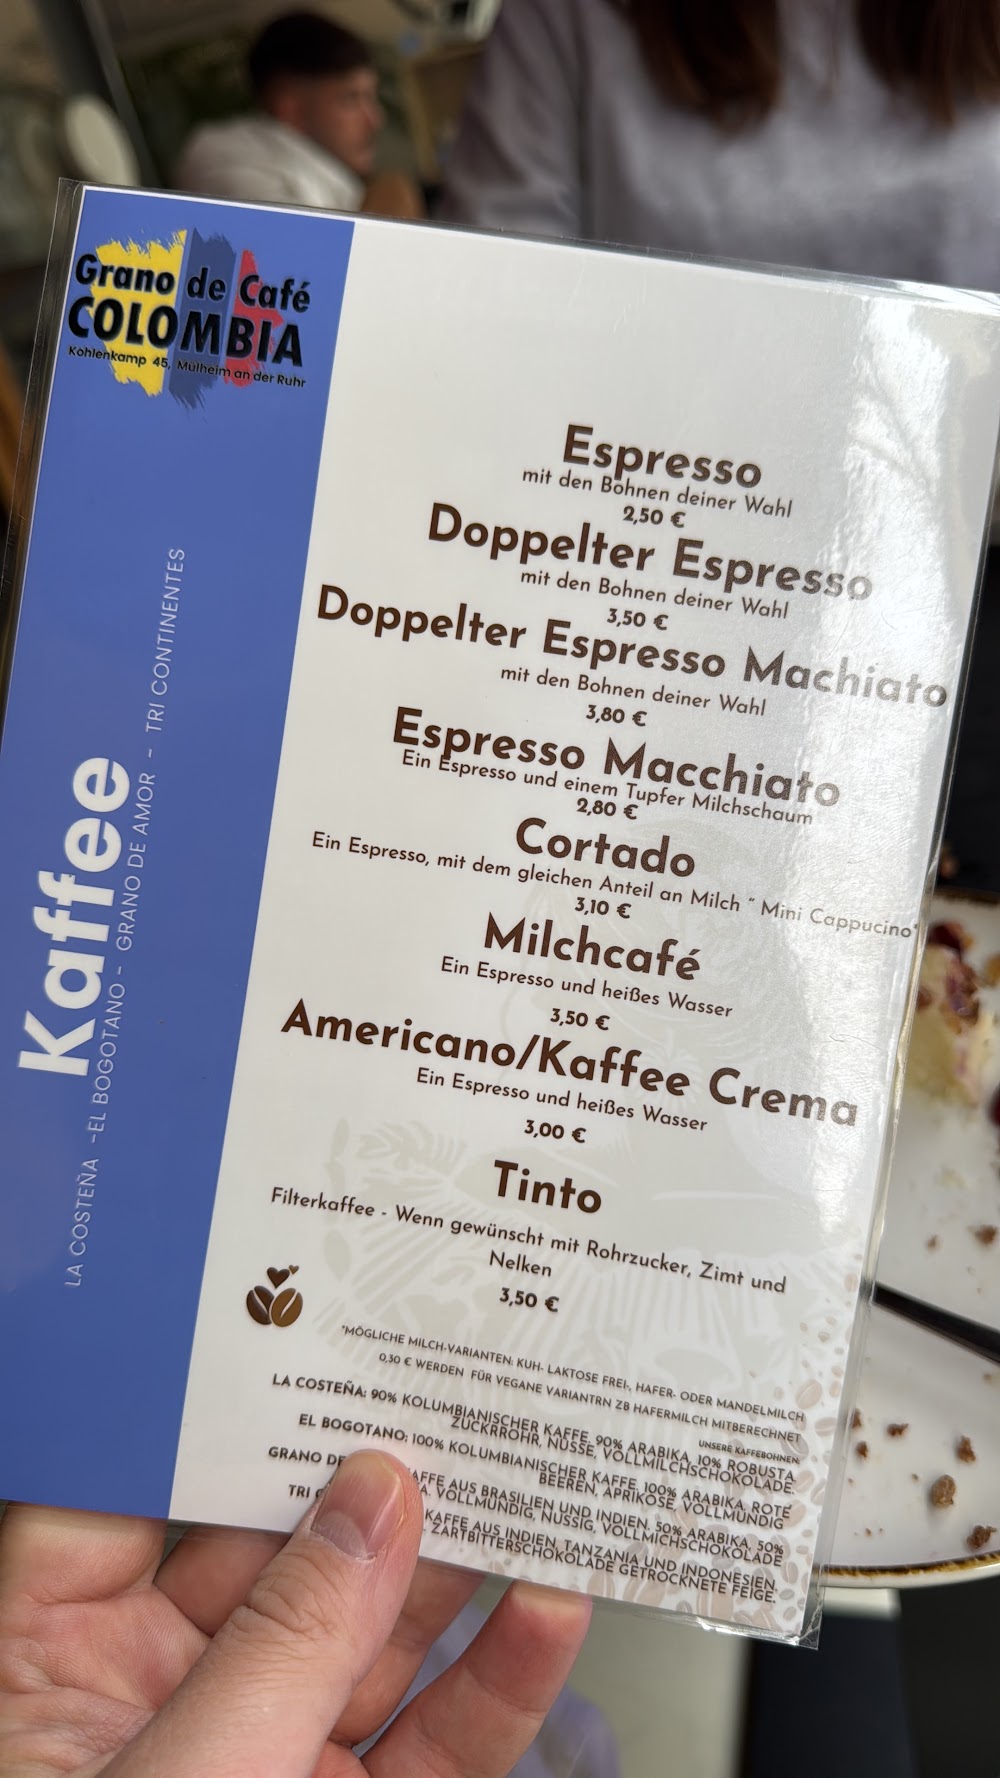 Grano de Café
COLOMBIA
Kohlenkamp 45, Mülheim an der Ruhr
Kaffee
LA COSTEÑA -EL BOGOTANO- GRANO DE AMOR - TRI CONTINENTES
Espresso
mit den Bohnen deiner Wahl
2,50 €
Doppelter Espresso
mit den Bohnen deiner Wahl
3,50 €
Doppelter Espresso Machiato
mit den Bohnen deiner Wahl
3,80 €
Espresso Macchiato
Ein Espresso und einem Tupfer Milchschaum
2,80 €
Cortado
Ein Espresso, mit dem gleichen Anteil an Milch " Mini Cappucino"
3,10 €
Milchcafé
Ein Espresso und heißes Wasser
3,50 €
Americano/Kaffee Crema
Ein Espresso und heißes Wasser
3,00 €
Tinto
Filterkaffee - Wenn gewünscht mit Rohrzucker, Zimt und
Nelken
3,50 €
*MÖGLICHE MILCH-VARIANTEN: KUH- LAKTOSE FREI-, HAFER- ODER MANDELMILCH
0,30 € WERDEN FÜR VEGANE VARIANTRN ZB HAFERMILCH MITBERECHNET
UNSERE KAFFEBOHNEN:
LA COSTEÑA: 90% KOLUMBIANISCHER KAFFE, 90% ARABIKA, 10% ROBUSTA.
ZUCKRROHR, NÜSSE, VOLLMILCHSCHOKOLADE.
EL BOGOTANO: 100% KOLUMBIANISCHER KAFFE, 100% ARABIKA, ROTE
BEEREN, APRIKOSE, VOLLMÜNDIG
GRANO DE AFFE AUS BRASILIEN UND INDIEN, 50% ARABIKA, 50%
A. VOLLMUNDIG, NUSSIG, VOLLMICHSCHOKOLADE
TRI KAFFE AUS INDIEN, TANZANIA UND INDONESIEN,
ZARTBITTERSCHOKOLADE GETROCKNETE FEIGE.